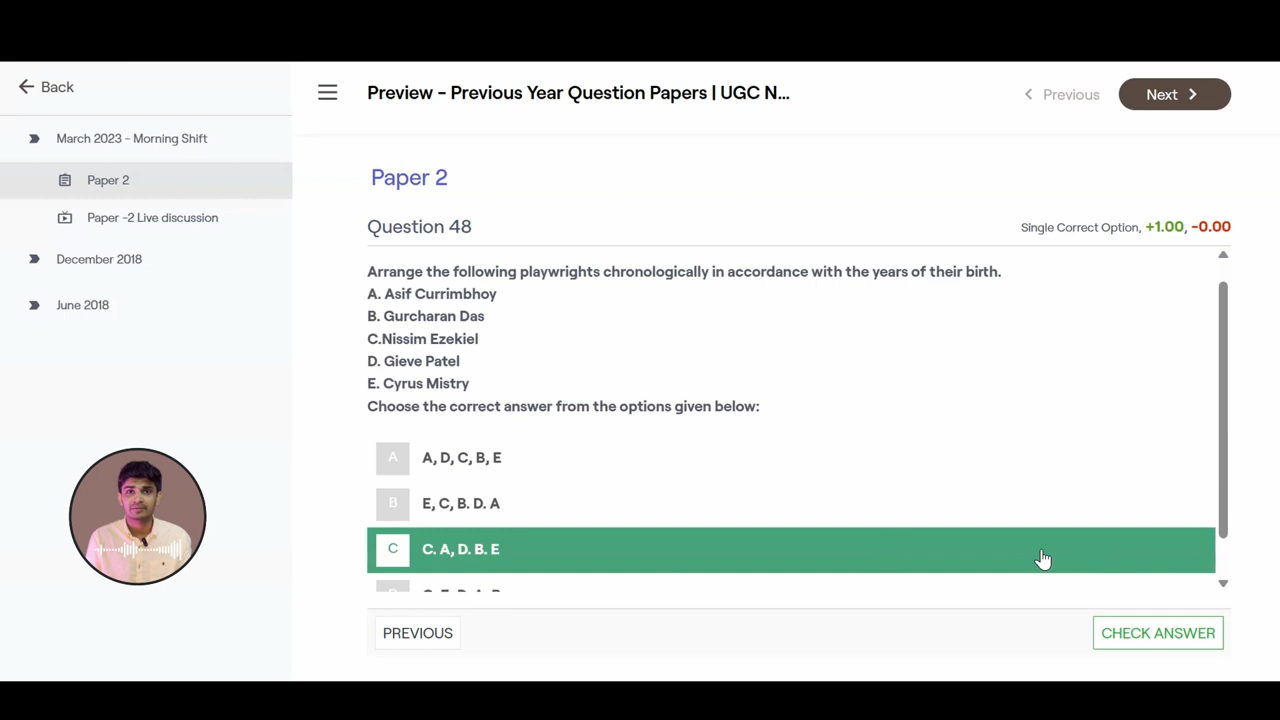 Back
March 2023 - Morning Shift
Paper 2
Paper -2 Live discussion
December 2018
June 2018
Preview - Previous Year Question Papers | UGC N...
Previous
Next
Paper 2
Question 48
Single Correct Option, +1.00, -0.00
Arrange the following playwrights chronologically in accordance with the years of their birth.
A. Asif Currimbhoy
B. Gurcharan Das
C.Nissim Ezekiel
D. Gieve Patel
E. Cyrus Mistry
Choose the correct answer from the options given below:
A A, D, C, B, E
B E, C, B. D. A
C C. A, D. B. E
PREVIOUS
CHECK ANSWER